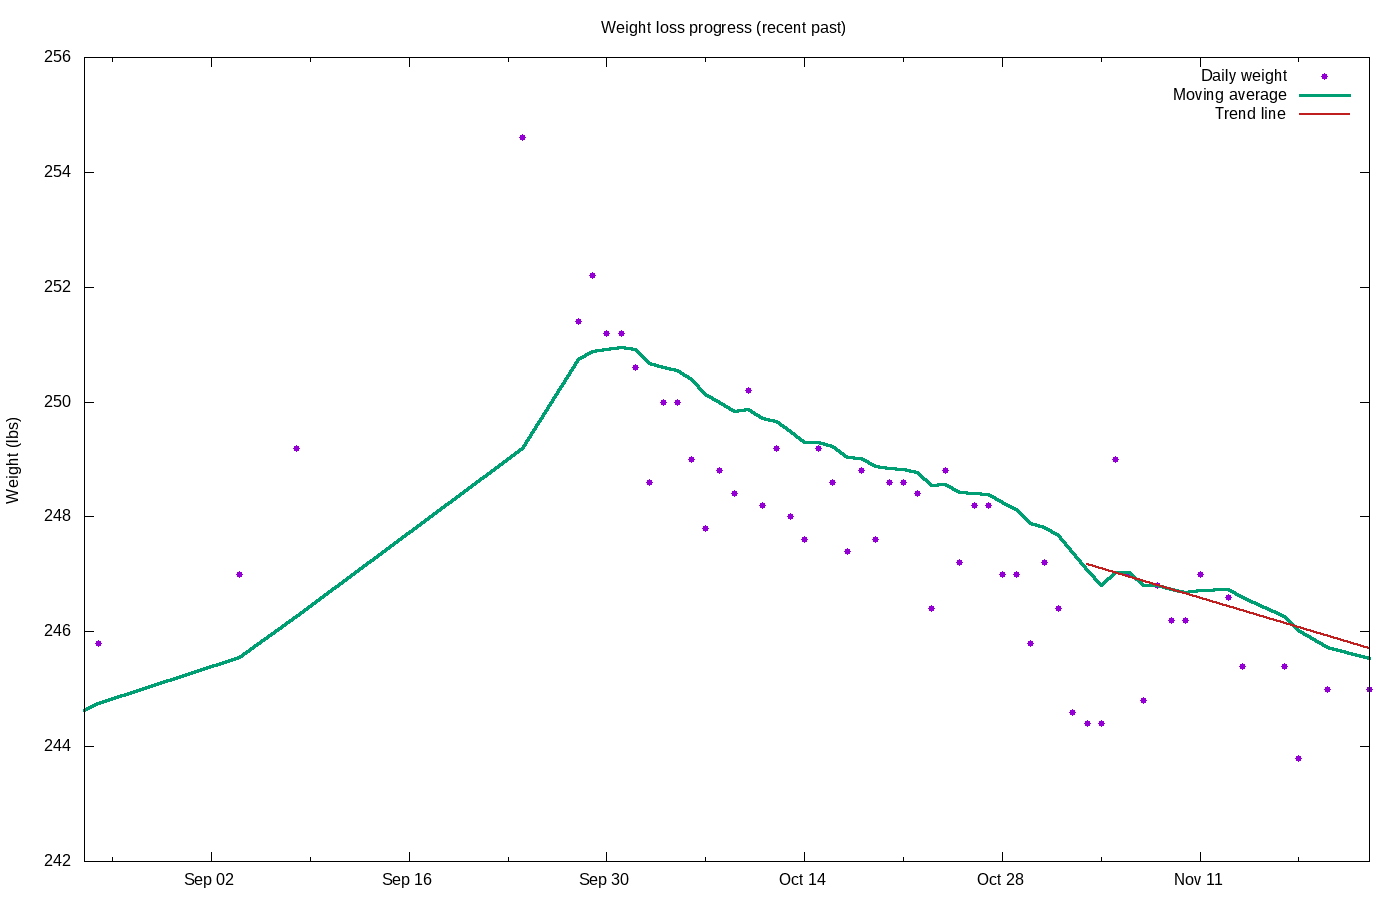 Weight loss progress (recent past)
256
254
252
250
248
246
244
242
Weight (lbs)
Daily weight
Moving average
Trend line
Sep 02 Sep 16 Sep 30 Oct 14 Oct 28 Nov 11